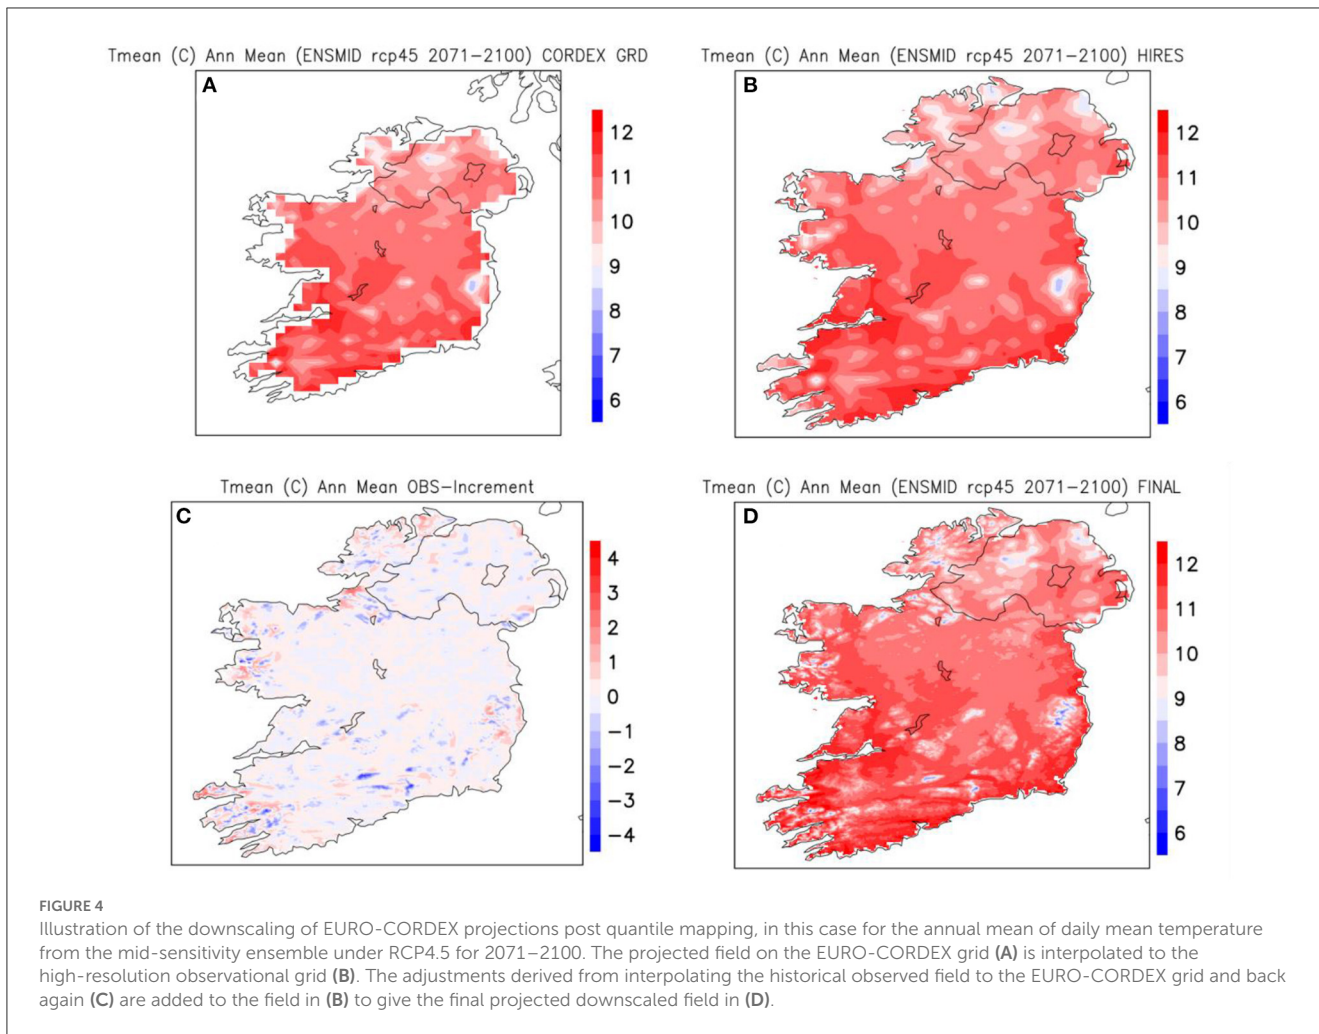 Tmean (C) Ann Mean (ENSMID rcp45 2071−2100) CORDEX GRD
A
12
11
10
9
8
7
6
Tmean (C) Ann Mean (ENSMID rcp45 2071−2100) HIRES
B
12
11
10
9
8
7
6
Tmean (C) Ann Mean OBS−Increment
C
4
3
2
1
0
−1
−2
−3
−4
Tmean (C) Ann Mean (ENSMID rcp45 2071−2100) FINAL
D
12
11
10
9
8
7
6
FIGURE 4
Illustration of the downscaling of EURO-CORDEX projections post quantile mapping, in this case for the annual mean of daily mean temperature
from the mid-sensitivity ensemble under RCP4.5 for 2071–2100. The projected field on the EURO-CORDEX grid (A) is interpolated to the
high-resolution observational grid (B). The adjustments derived from interpolating the historical observed field to the EURO-CORDEX grid and back
again (C) are added to the field in (B) to give the final projected downscaled field in (D).